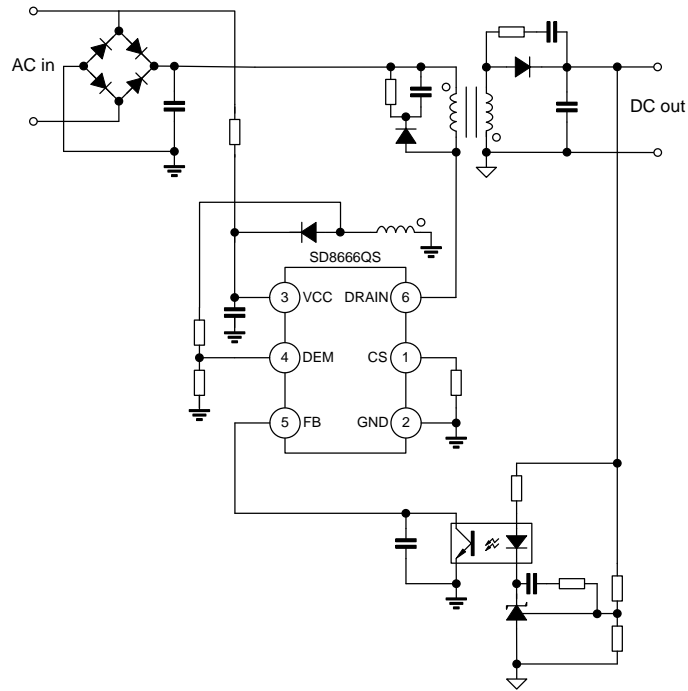 AC in
DC out
SD8666QS
3 VCC DRAIN 6
4 DEM CS 1
5 FB GND 2